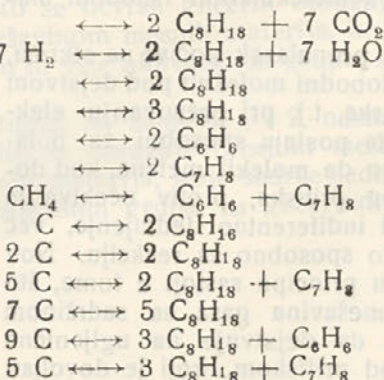 ←→ 2 C₈H₁₈ + 7 CO₂
7 H₂ ←→ 2 C₈H₁₈ + 7 H₂O
←→ 2 C₈H₁₈
←→ 3 C₈H₁₈
←→ 2 C₆H₆
←→ 2 C₇H₈
CH₄ ←→ C₆H₆ + C₇H₈
C ←→ 2 C₈H₁₆
2 C ←→ 2 C₈H₁₈
5 C ←→ 2 C₈H₁₈ + C₇H₈
7 C ←→ 5 C₈H₁₈
9 C ←→ 3 C₈H₁₈ + C₆H₆
5 C ←→ 3 C₈H₁₈ + C₇H₈